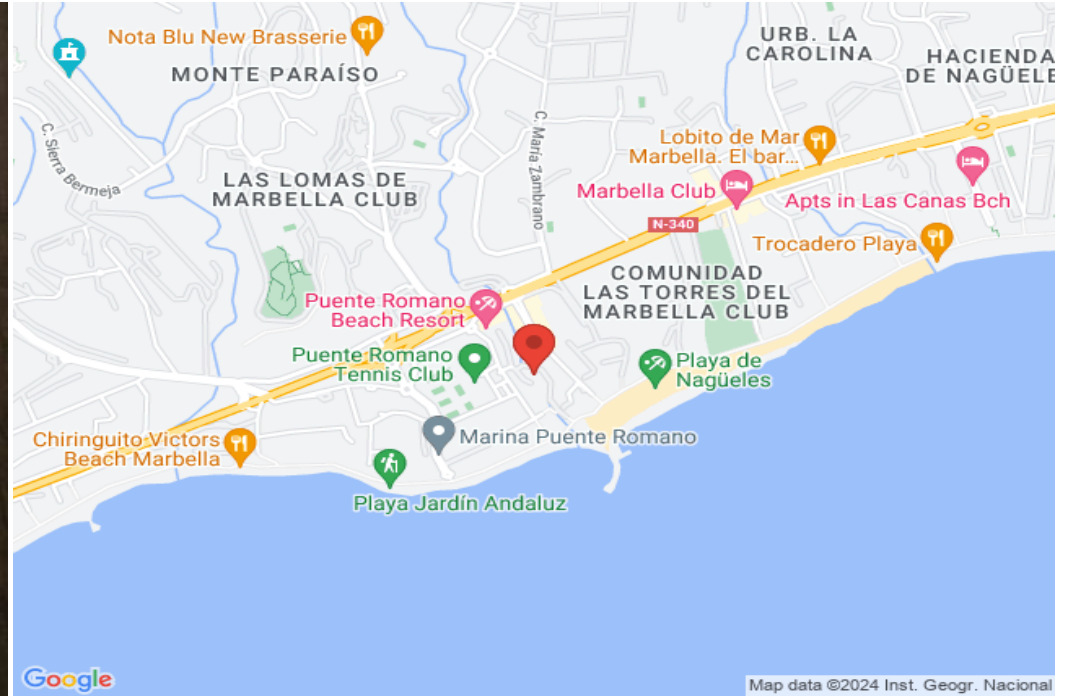 Nota Blu New Brasserie
MONTE PARAÍSO
URB. LA
CAROLINA
HACIENDA
DE NAGÜELE
C. Sierra Bermeja
C. María Zambrano
Lobito de Mar
Marbella. El bar...
LAS LOMAS DE
MARBELLA CLUB
Marbella Club
Apts in Las Canas Bch
N-340
Trocadero Playa
COMUNIDAD
LAS TORRES DEL
MARBELLA CLUB
Puente Romano
Beach Resort
Puente Romano
Tennis Club
Playa de
Nagüeles
Chiringuito Victors
Beach Marbella
Marina Puente Romano
Playa Jardín Andaluz
Google
Map data ©2024 Inst. Geogr. Nacional